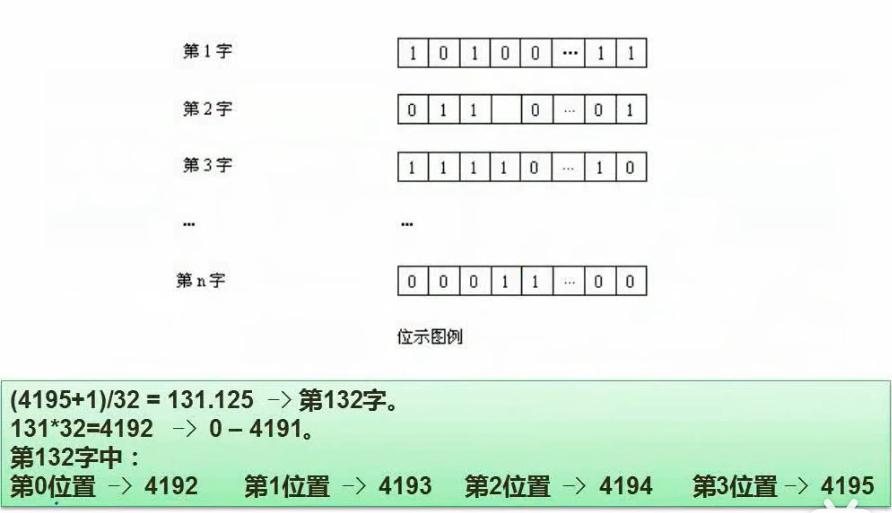 第1字 1 0 1 0 0 ... 1 1
第2字 0 1 1 0 ... 0 1
第3字 1 1 1 1 0 ... 1 0
... ...
第n字 0 0 0 1 1 ... 0 0
位示图例
(4195+1)/32 = 131.125 -> 第132字。
131*32=4192 -> 0 – 4191。
第132字中：
第0位置 -> 4192 第1位置 -> 4193 第2位置 -> 4194 第3位置 -> 4195